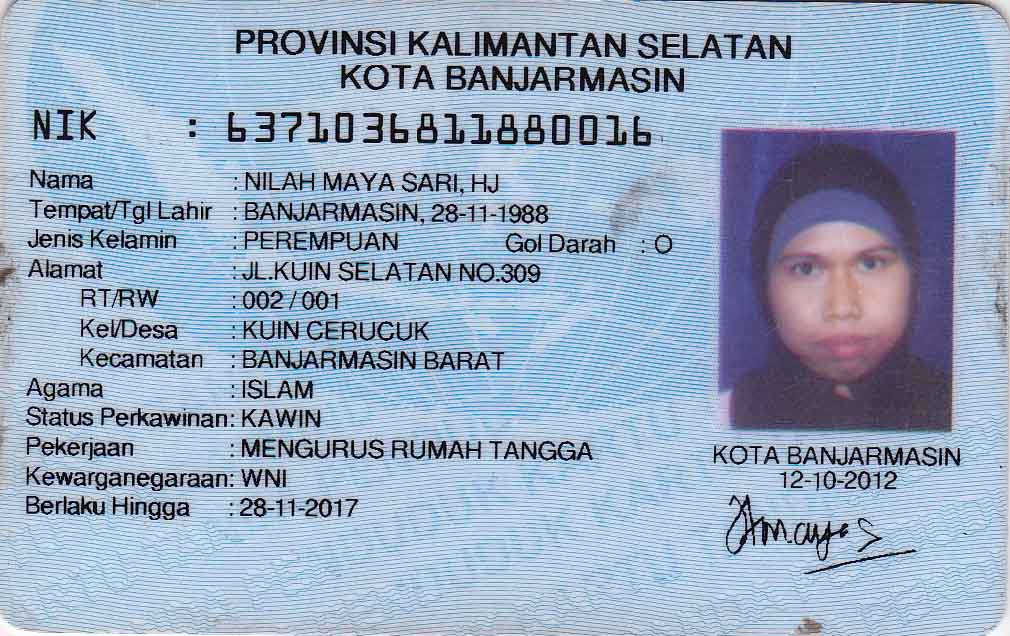 PROVINSI KALIMANTAN SELATAN
KOTA BANJARMASIN
NIK : 6371036811880016
Nama : NILAH MAYA SARI, HJ
Tempat/Tgl Lahir : BANJARMASIN, 28-11-1988
Jenis Kelamin : PEREMPUAN Gol Darah : O
Alamat : JL.KUIN SELATAN NO.309
RT/RW : 002 / 001
Kel/Desa : KUIN CERUCUK
Kecamatan : BANJARMASIN BARAT
Agama : ISLAM
Status Perkawinan: KAWIN
Pekerjaan : MENGURUS RUMAH TANGGA
Kewarganegaraan: WNI
Berlaku Hingga : 28-11-2017
KOTA BANJARMASIN
12-10-2012